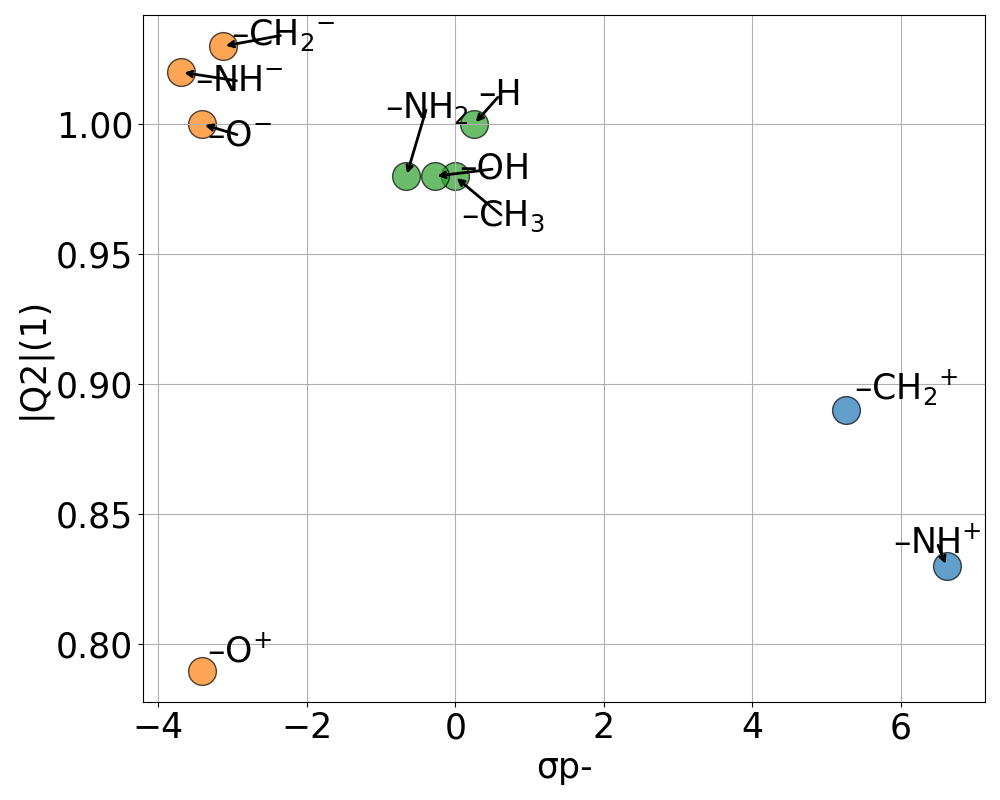 –CH₂⁻
–NH⁻
–O⁻
–NH₂
–H
–OH
–CH₃
–CH₂⁺
–NH⁺
–O⁺
1.00
0.95
0.90
0.85
0.80
|Q2|(1)
−4 −2 0 2 4 6
σp-